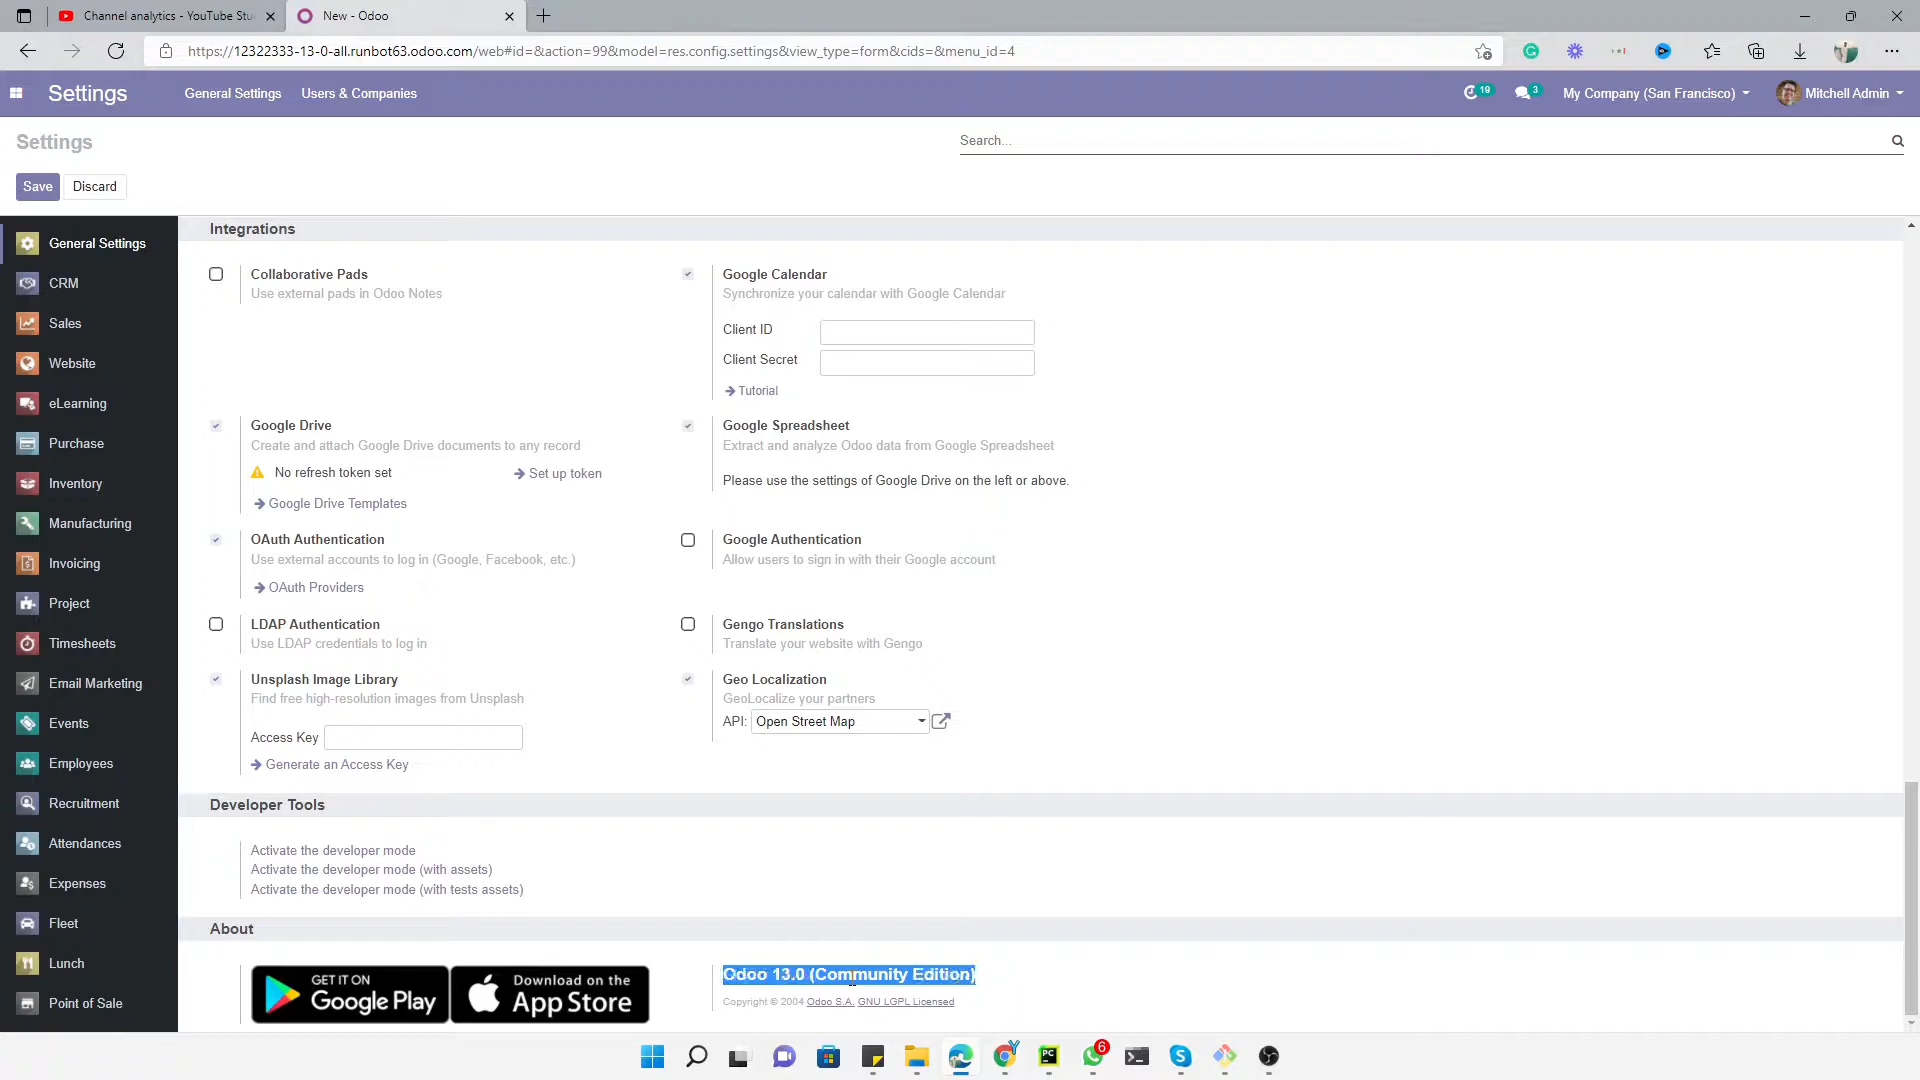 Channel analytics - YouTube Stu
New - Odoo
https://12322333-13-0-all.runbot63.odoo.com/web#id=&action=99&model=res.config.settings&view_type=form&cids=&menu_id=4
Settings
General Settings
Users & Companies
19
3
My Company (San Francisco)
Mitchell Admin
Settings
Search...
Save
Discard
General Settings
CRM
Sales
Website
eLearning
Purchase
Inventory
Manufacturing
Invoicing
Project
Timesheets
Email Marketing
Events
Employees
Recruitment
Attendances
Expenses
Fleet
Lunch
Point of Sale
Integrations
Collaborative Pads
Use external pads in Odoo Notes
Google Calendar
Synchronize your calendar with Google Calendar
Client ID
Client Secret
Tutorial
Google Drive
Create and attach Google Drive documents to any record
No refresh token set
Set up token
Google Drive Templates
Google Spreadsheet
Extract and analyze Odoo data from Google Spreadsheet
Please use the settings of Google Drive on the left or above.
OAuth Authentication
Use external accounts to log in (Google, Facebook, etc.)
OAuth Providers
Google Authentication
Allow users to sign in with their Google account
LDAP Authentication
Use LDAP credentials to log in
Gengo Translations
Translate your website with Gengo
Unsplash Image Library
Find free high-resolution images from Unsplash
Access Key
Generate an Access Key
Geo Localization
GeoLocalize your partners
API: Open Street Map
Developer Tools
Activate the developer mode
Activate the developer mode (with assets)
Activate the developer mode (with tests assets)
About
GET IT ON
Google Play
Download on the
App Store
Odoo 13.0 (Community Edition)
Copyright © 2004 Odoo S.A. GNU LGPL Licensed
PC
6